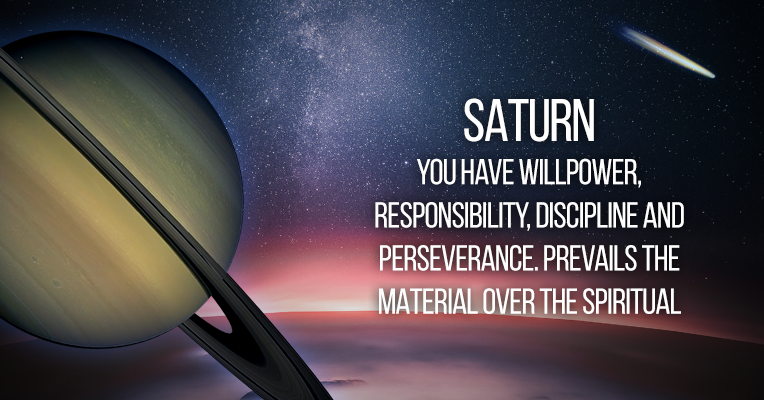 SATURN
YOU HAVE WILLPOWER,
RESPONSIBILITY, DISCIPLINE AND
PERSEVERANCE. PREVAILS THE
MATERIAL OVER THE SPIRITUAL